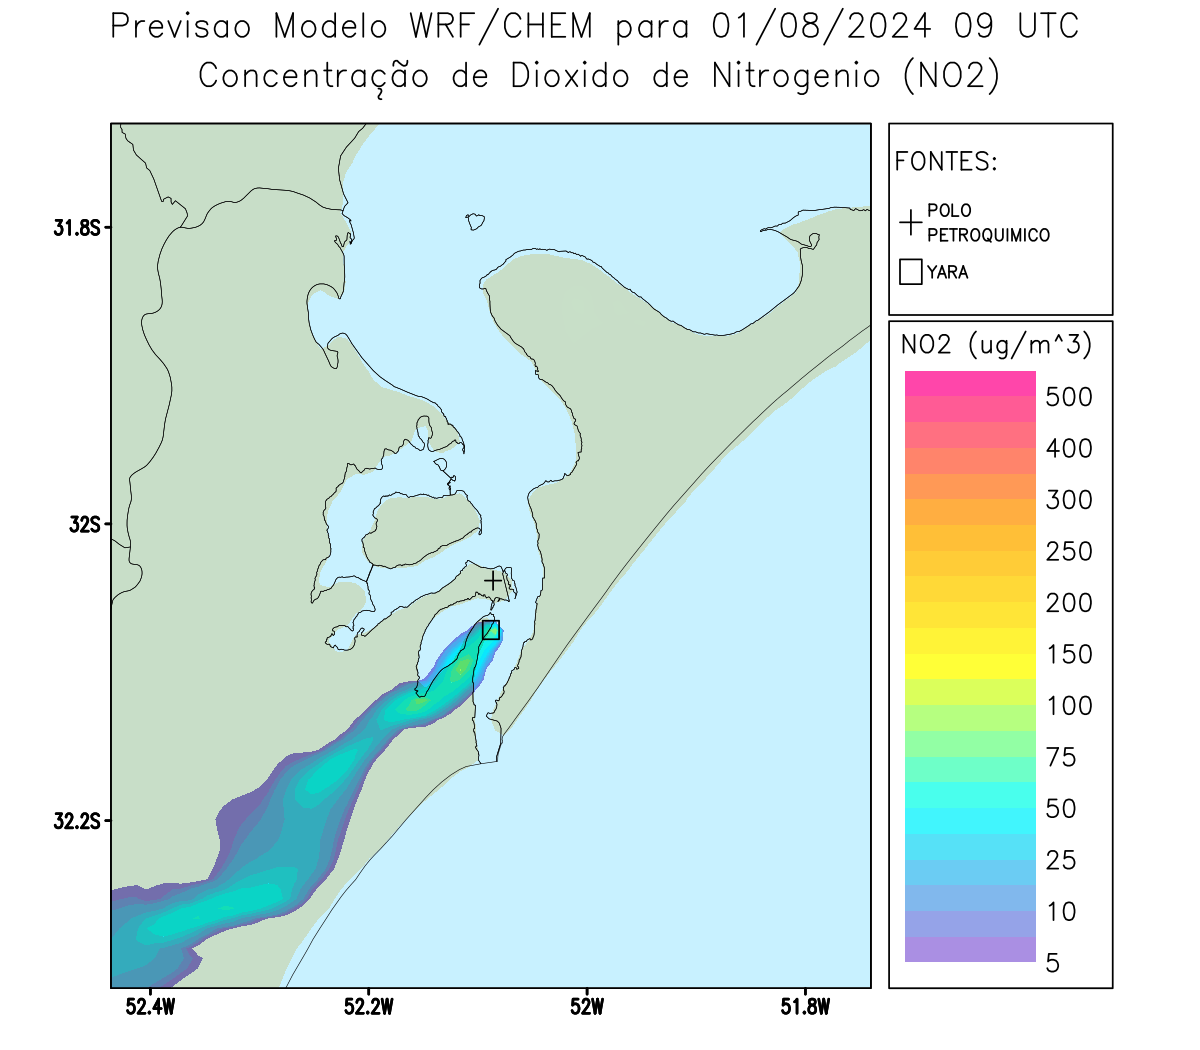 Previsao Modelo WRF/CHEM para 01/08/2024 09 UTC
Concentração de Dioxido de Nitrogenio (NO2)
FONTES:
POLO
PETROQUIMICO
YARA
NO2 (ug/m^3)
500
400
300
250
200
150
100
75
50
25
10
5
31.8S
32S
32.2S
52.4W
52.2W
52W
51.8W